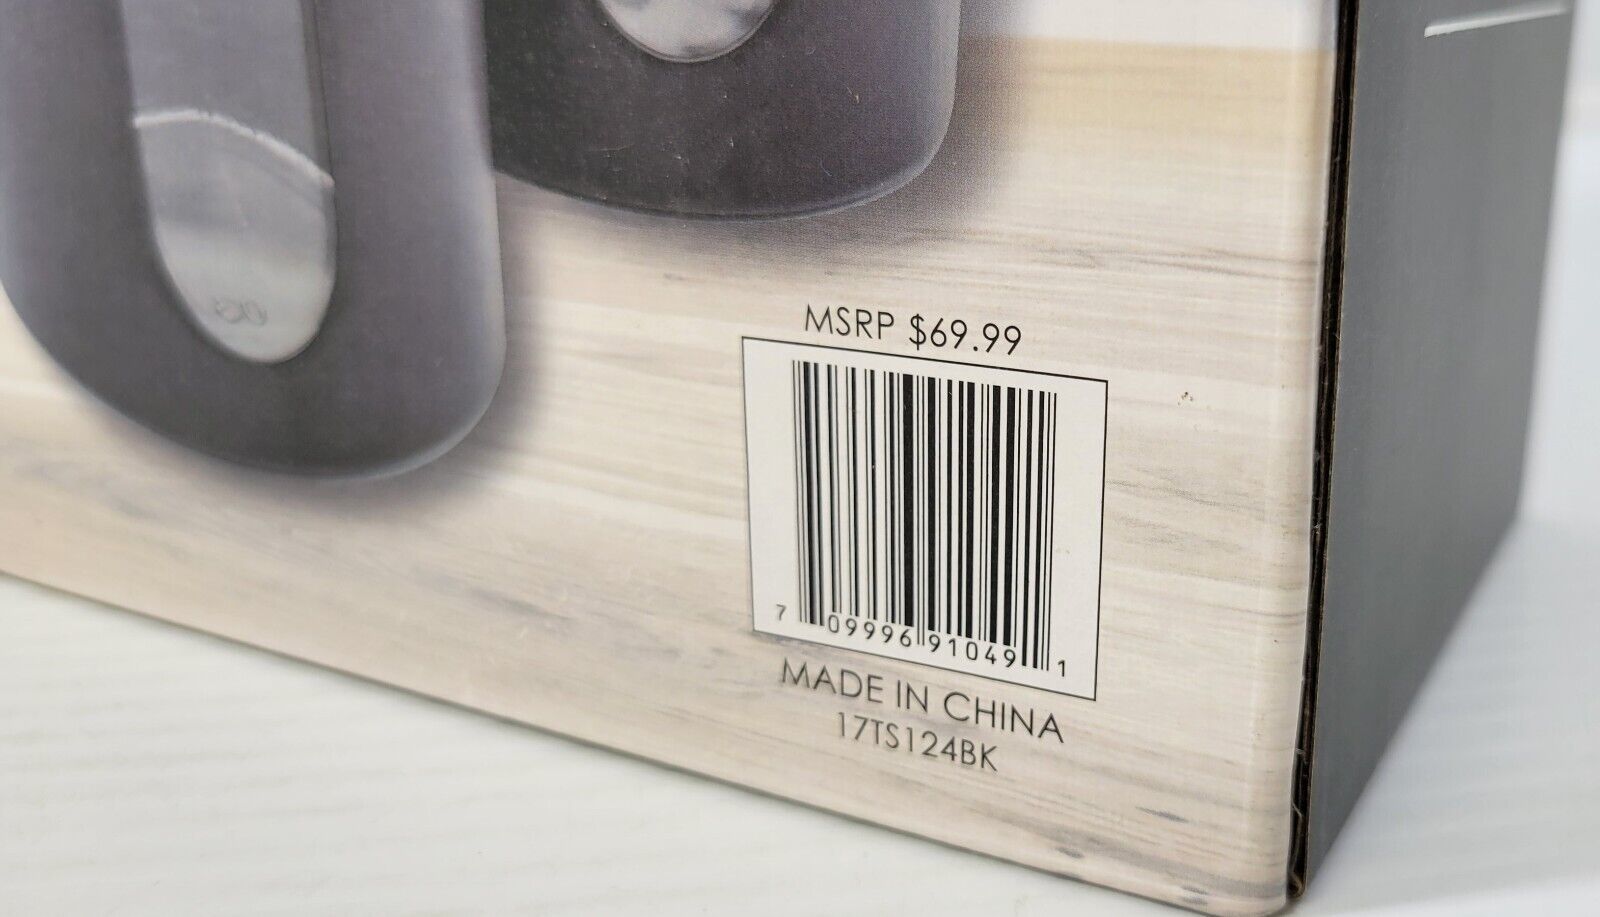 MSRP $69.99
7 09996 91049 1
MADE IN CHINA
17TS124BK